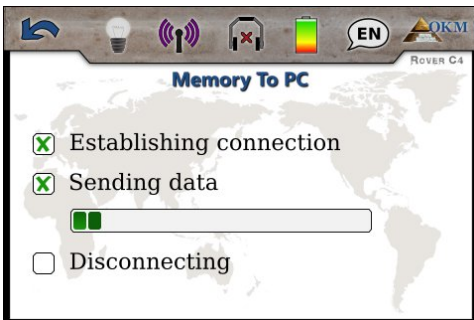 EN
OKM
ROVER C4
Memory To PC
Establishing connection
Sending data
Disconnecting